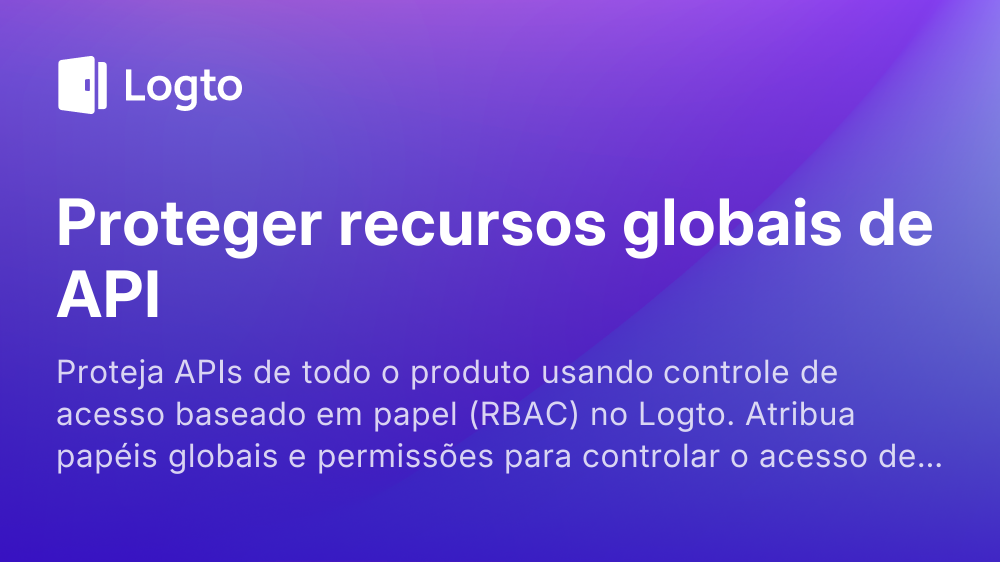 Logto
Proteger recursos globais de
API
Proteja APIs de todo o produto usando controle de
acesso baseado em papel (RBAC) no Logto. Atribua
papéis globais e permissões para controlar o acesso de...